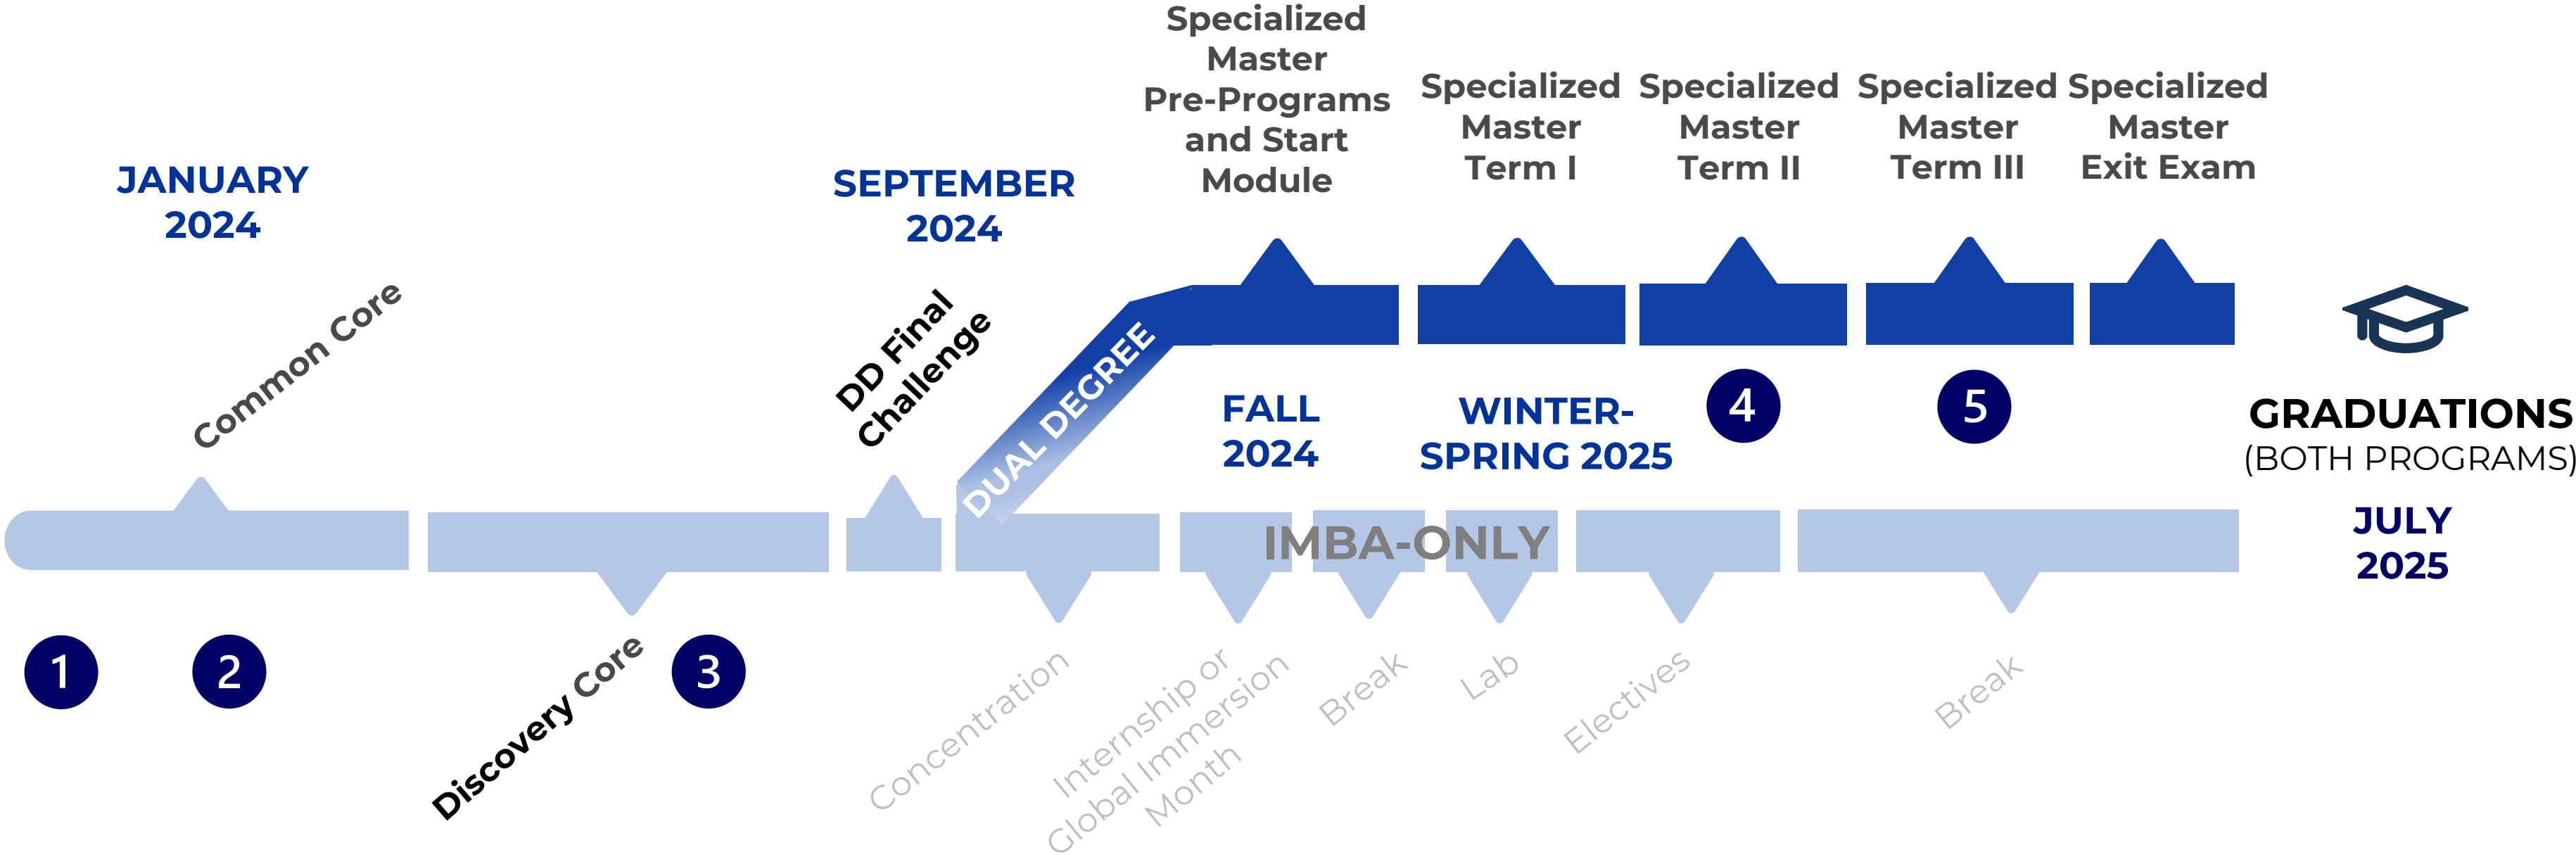 Specialized
Master
Pre-Programs
and Start
Module
Specialized
Master
Term I
Specialized
Master
Term II
Specialized
Master
Term III
Specialized
Master
Exit Exam
JANUARY
2024
SEPTEMBER
2024
Common Core
DD Final
Challenge
DUAL DEGREE
FALL
2024
WINTER-
SPRING 2025
4
5
GRADUATIONS
(BOTH PROGRAMS)
JULY
2025
IMBA-ONLY
1
2
Discovery Core
3
Concentration
Internship or
Global Immersion
Month
Break
Lab
Electives
Break